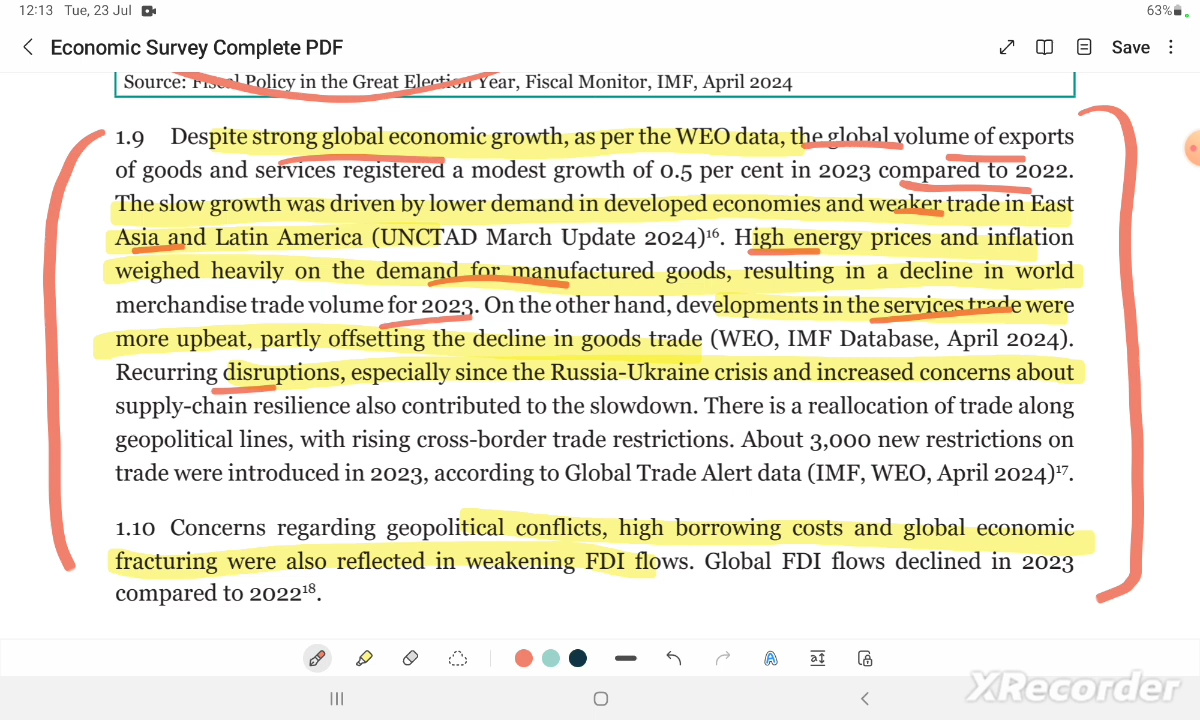 12:13 Tue, 23 Jul
63%
Economic Survey Complete PDF
Save
Source: Fiscal Policy in the Great Election Year, Fiscal Monitor, IMF, April 2024
1.9 Despite strong global economic growth, as per the WEO data, the global volume of exports
of goods and services registered a modest growth of 0.5 per cent in 2023 compared to 2022.
The slow growth was driven by lower demand in developed economies and weaker trade in East
Asia and Latin America (UNCTAD March Update 2024)¹⁶. High energy prices and inflation
weighed heavily on the demand for manufactured goods, resulting in a decline in world
merchandise trade volume for 2023. On the other hand, developments in the services trade were
more upbeat, partly offsetting the decline in goods trade (WEO, IMF Database, April 2024).
Recurring disruptions, especially since the Russia-Ukraine crisis and increased concerns about
supply-chain resilience also contributed to the slowdown. There is a reallocation of trade along
geopolitical lines, with rising cross-border trade restrictions. About 3,000 new restrictions on
trade were introduced in 2023, according to Global Trade Alert data (IMF, WEO, April 2024)¹⁷.
1.10 Concerns regarding geopolitical conflicts, high borrowing costs and global economic
fracturing were also reflected in weakening FDI flows. Global FDI flows declined in 2023
compared to 2022¹⁸.
XRecorder